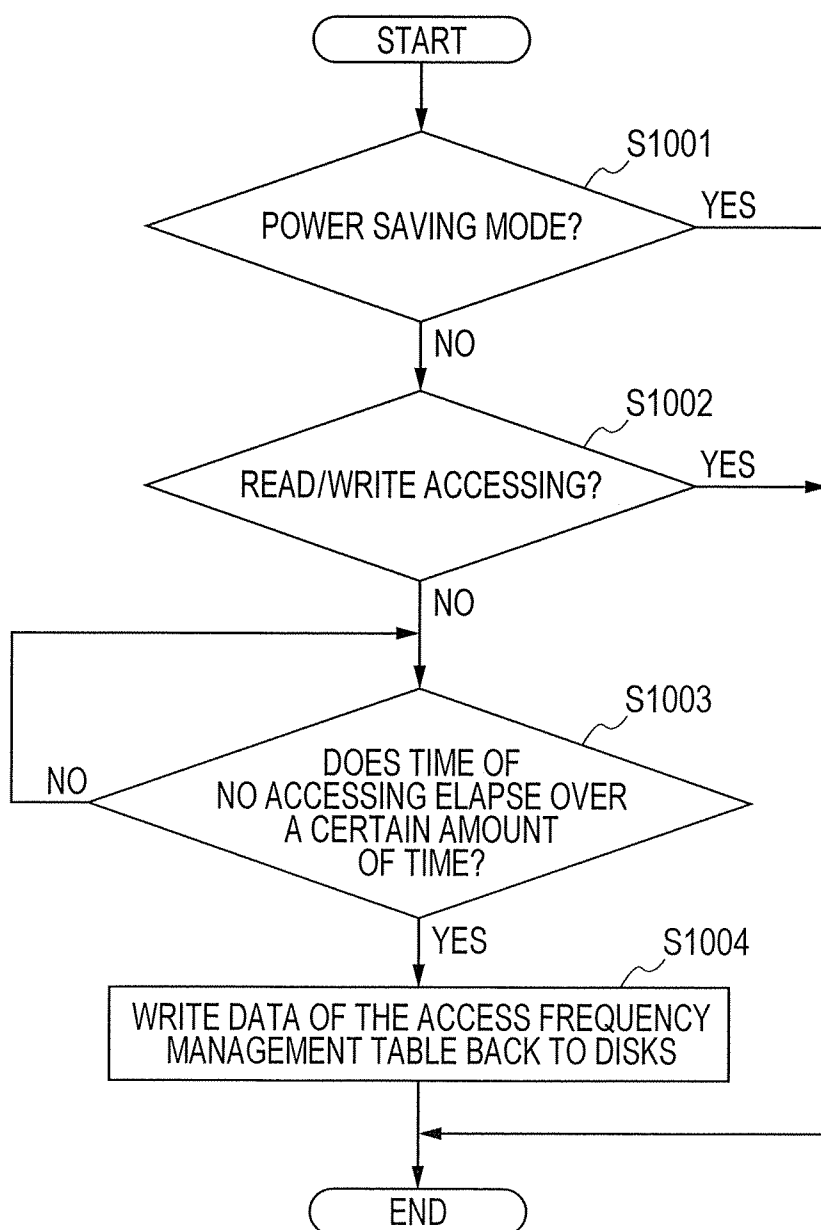 START
S1001
POWER SAVING MODE?
YES
NO
S1002
READ/WRITE ACCESSING?
YES
NO
S1003
DOES TIME OF
NO ACCESSING ELAPSE OVER
A CERTAIN AMOUNT
OF TIME?
NO
YES
S1004
WRITE DATA OF THE ACCESS FREQUENCY
MANAGEMENT TABLE BACK TO DISKS
END